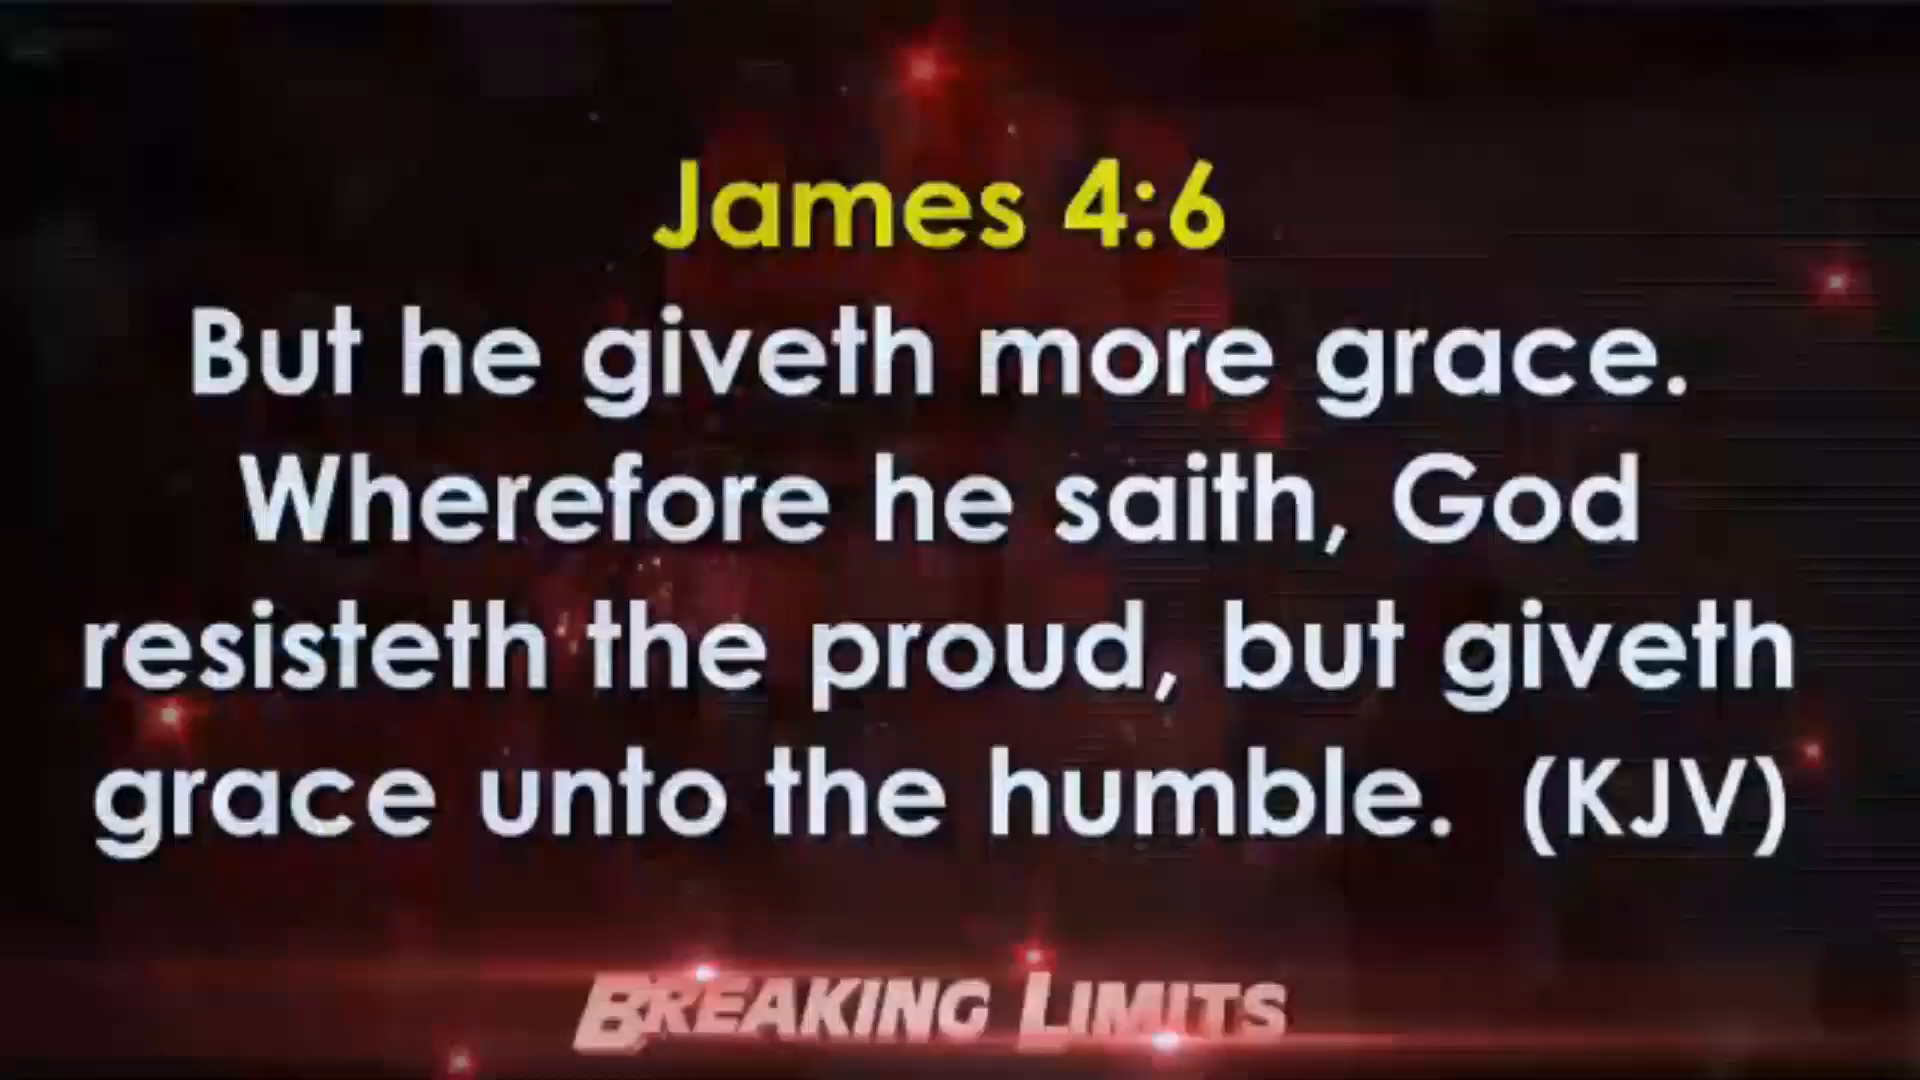 James 4:6
But he giveth more grace.
Wherefore he saith, God
resisteth the proud, but giveth
grace unto the humble.  (KJV)
BREAKING LIMITS